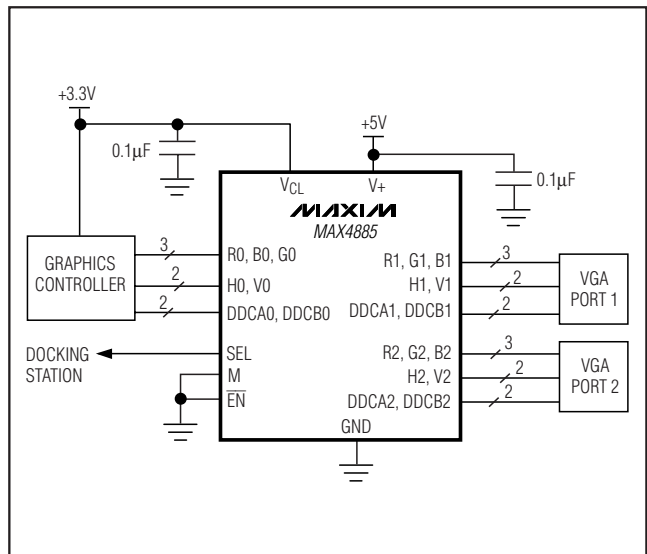 +3.3V
0.1µF
+5V
0.1µF
VCL
V+
MAXIM
MAX4885
GRAPHICS
CONTROLLER
3
2
2
R0, B0, G0
H0, V0
DDCA0, DDCB0
DOCKING
STATION
SEL
M
EN
R1, G1, B1
H1, V1
DDCA1, DDCB1
3
2
2
VGA
PORT 1
R2, G2, B2
H2, V2
DDCA2, DDCB2
3
2
2
VGA
PORT 2
GND